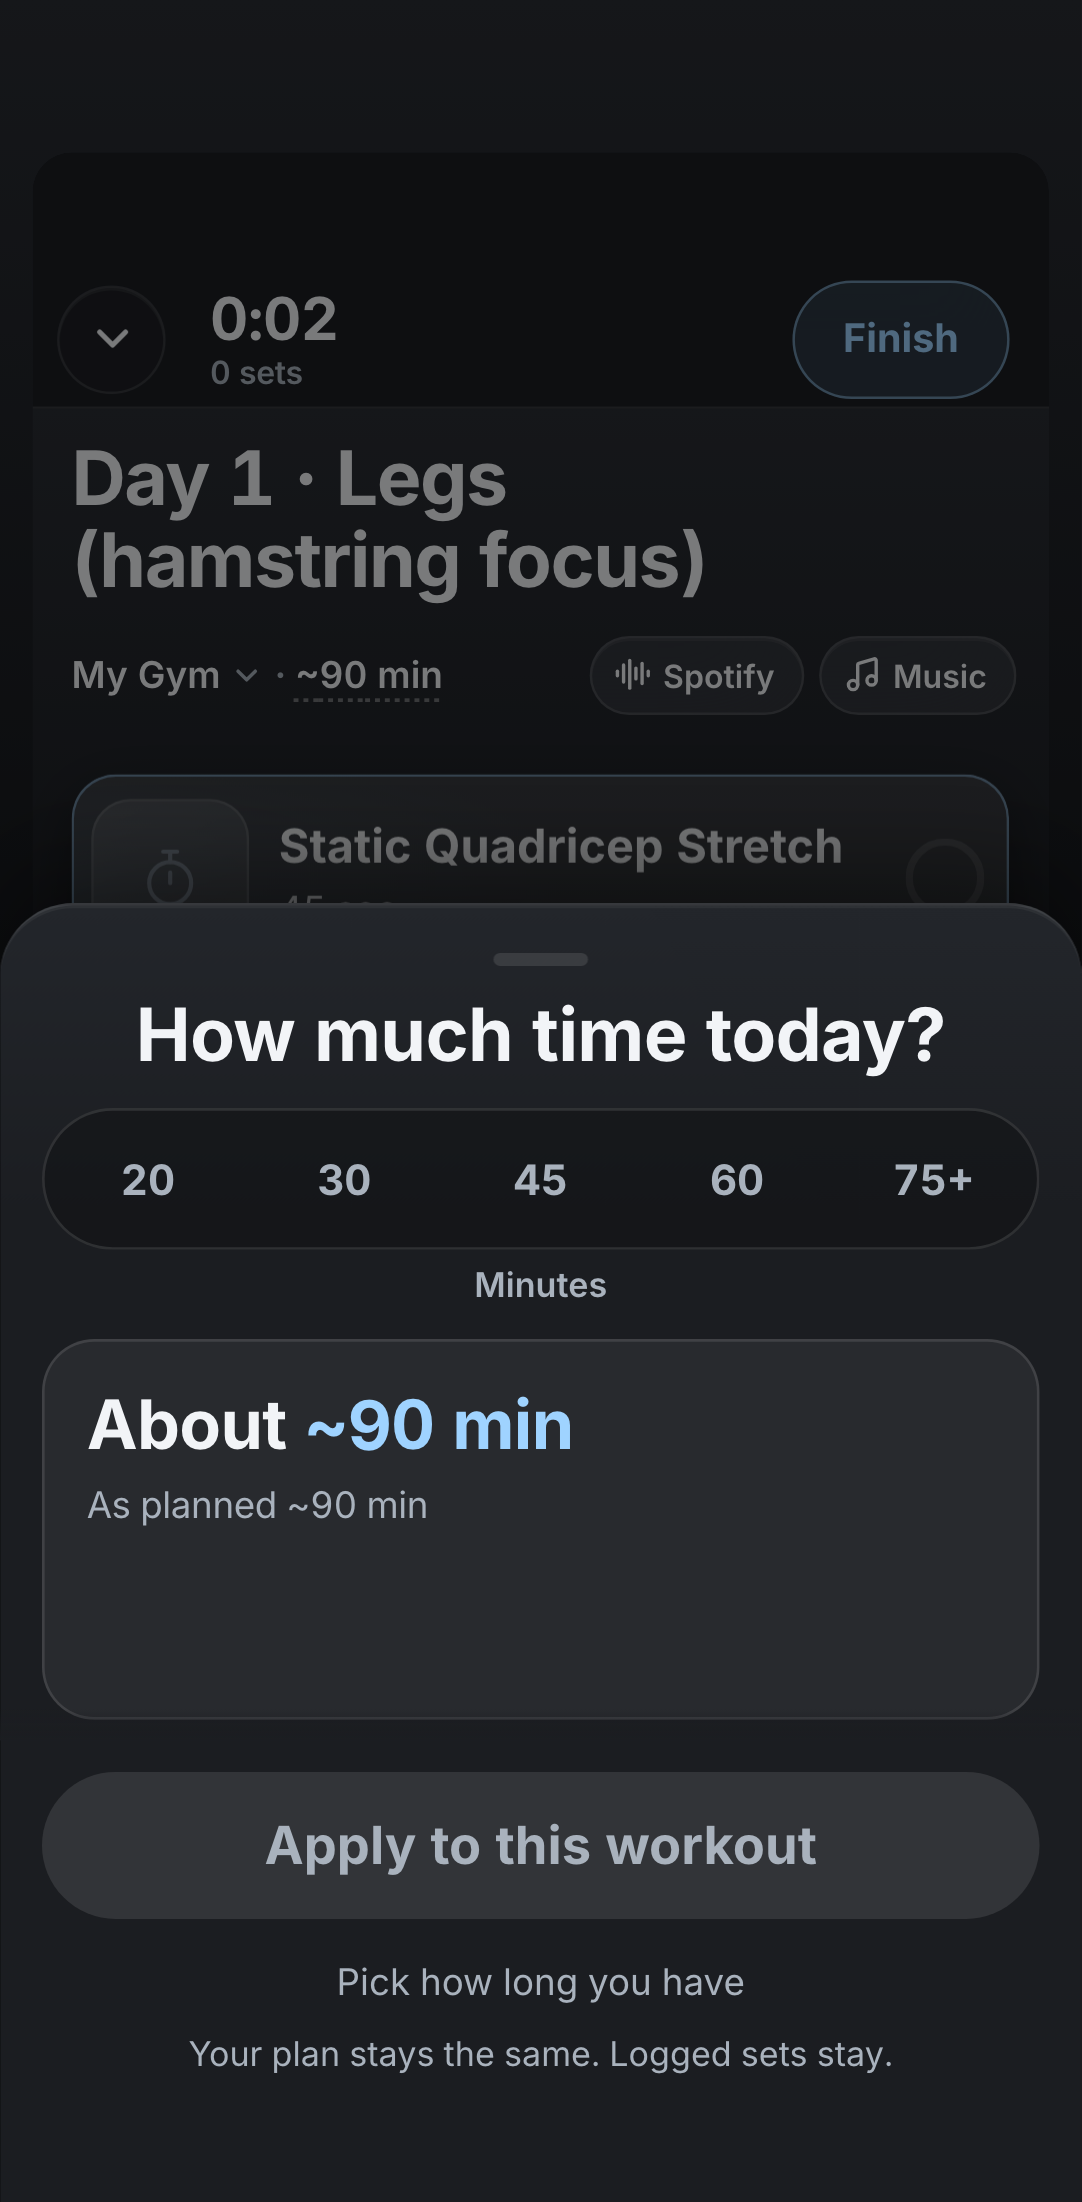 0:02
0 sets
Finish
Day 1 · Legs
(hamstring focus)
My Gym · ~90 min
Spotify
Music
Static Quadricep Stretch
How much time today?
20 30 45 60 75+
Minutes
About ~90 min
As planned ~90 min
Apply to this workout
Pick how long you have
Your plan stays the same. Logged sets stay.